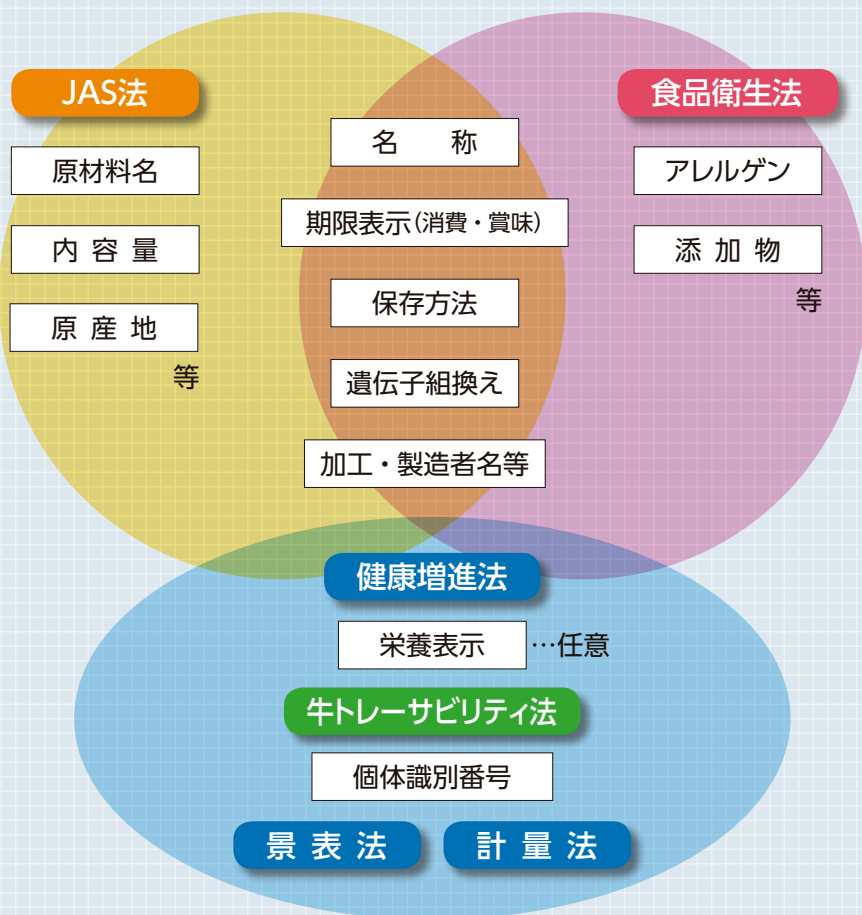 JAS法
原材料名
内容量
原産地
等
食品衛生法
アレルゲン
添加物
等
名称
期限表示(消費・賞味)
保存方法
遺伝子組換え
加工・製造者名等
健康増進法
栄養表示…任意
牛トレーサビリティ法
個体識別番号
景表法
計量法